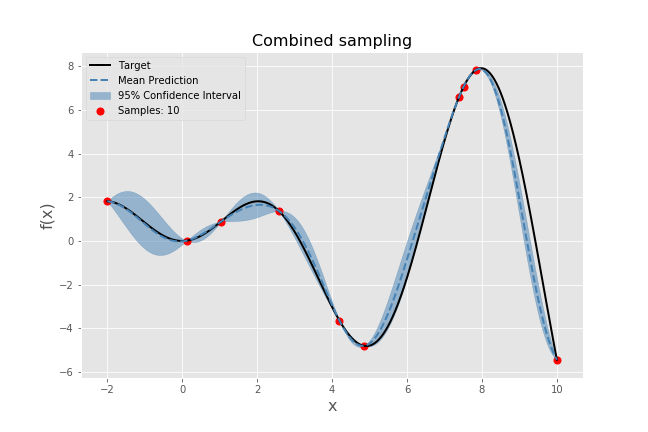 Combined sampling
Target
Mean Prediction
95% Confidence Interval
Samples: 10
f(x)
8
6
4
2
0
−2
−4
−6
−2 0 2 4 6 8 10
x